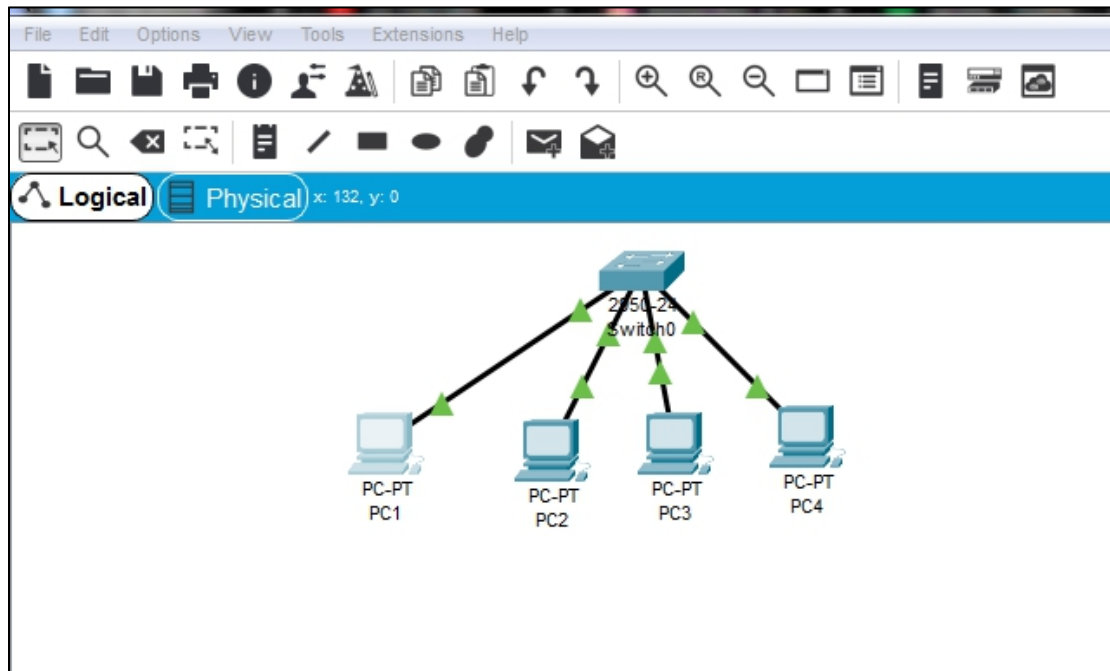 File Edit Options View Tools Extensions Help
Logical Physical x: 132, y: 0
2950-24
Switch0
PC-PT
PC1
PC-PT
PC2
PC-PT
PC3
PC-PT
PC4